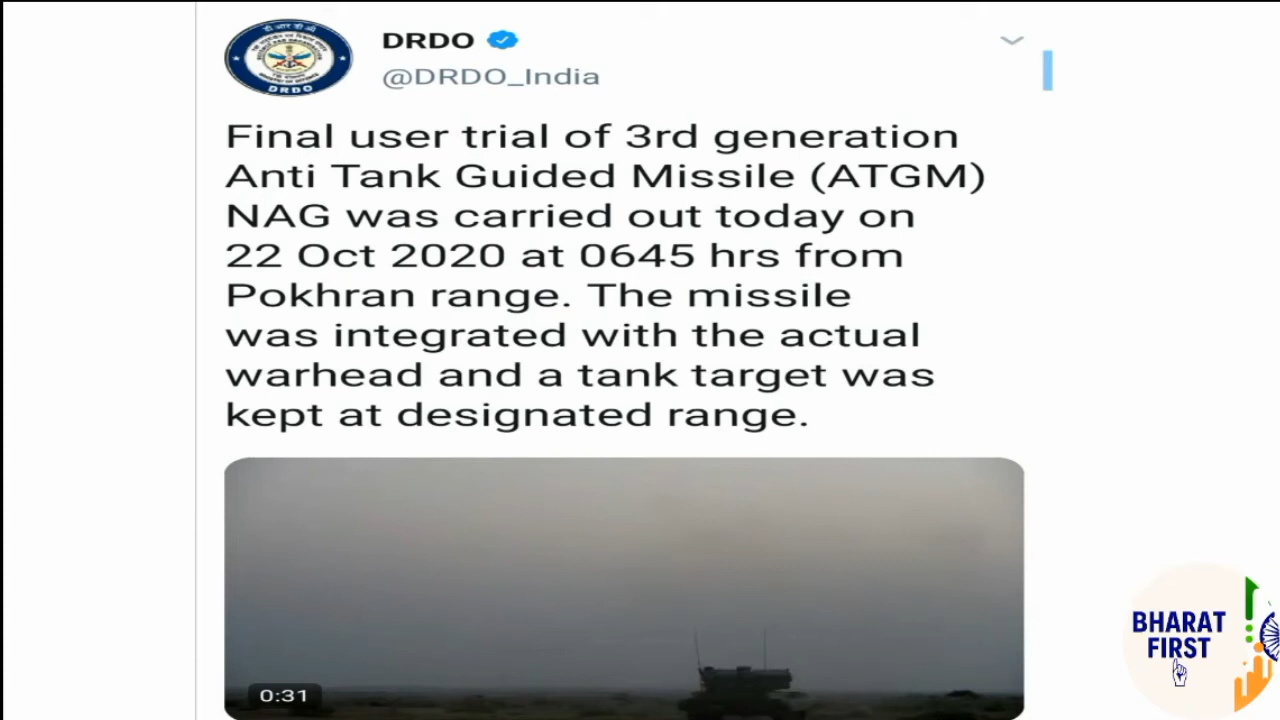 DRDO
@DRDO_India
Final user trial of 3rd generation
Anti Tank Guided Missile (ATGM)
NAG was carried out today on
22 Oct 2020 at 0645 hrs from
Pokhran range. The missile
was integrated with the actual
warhead and a tank target was
kept at designated range.
0:31
BHARAT
FIRST
डी आर डी ओ
DRDO